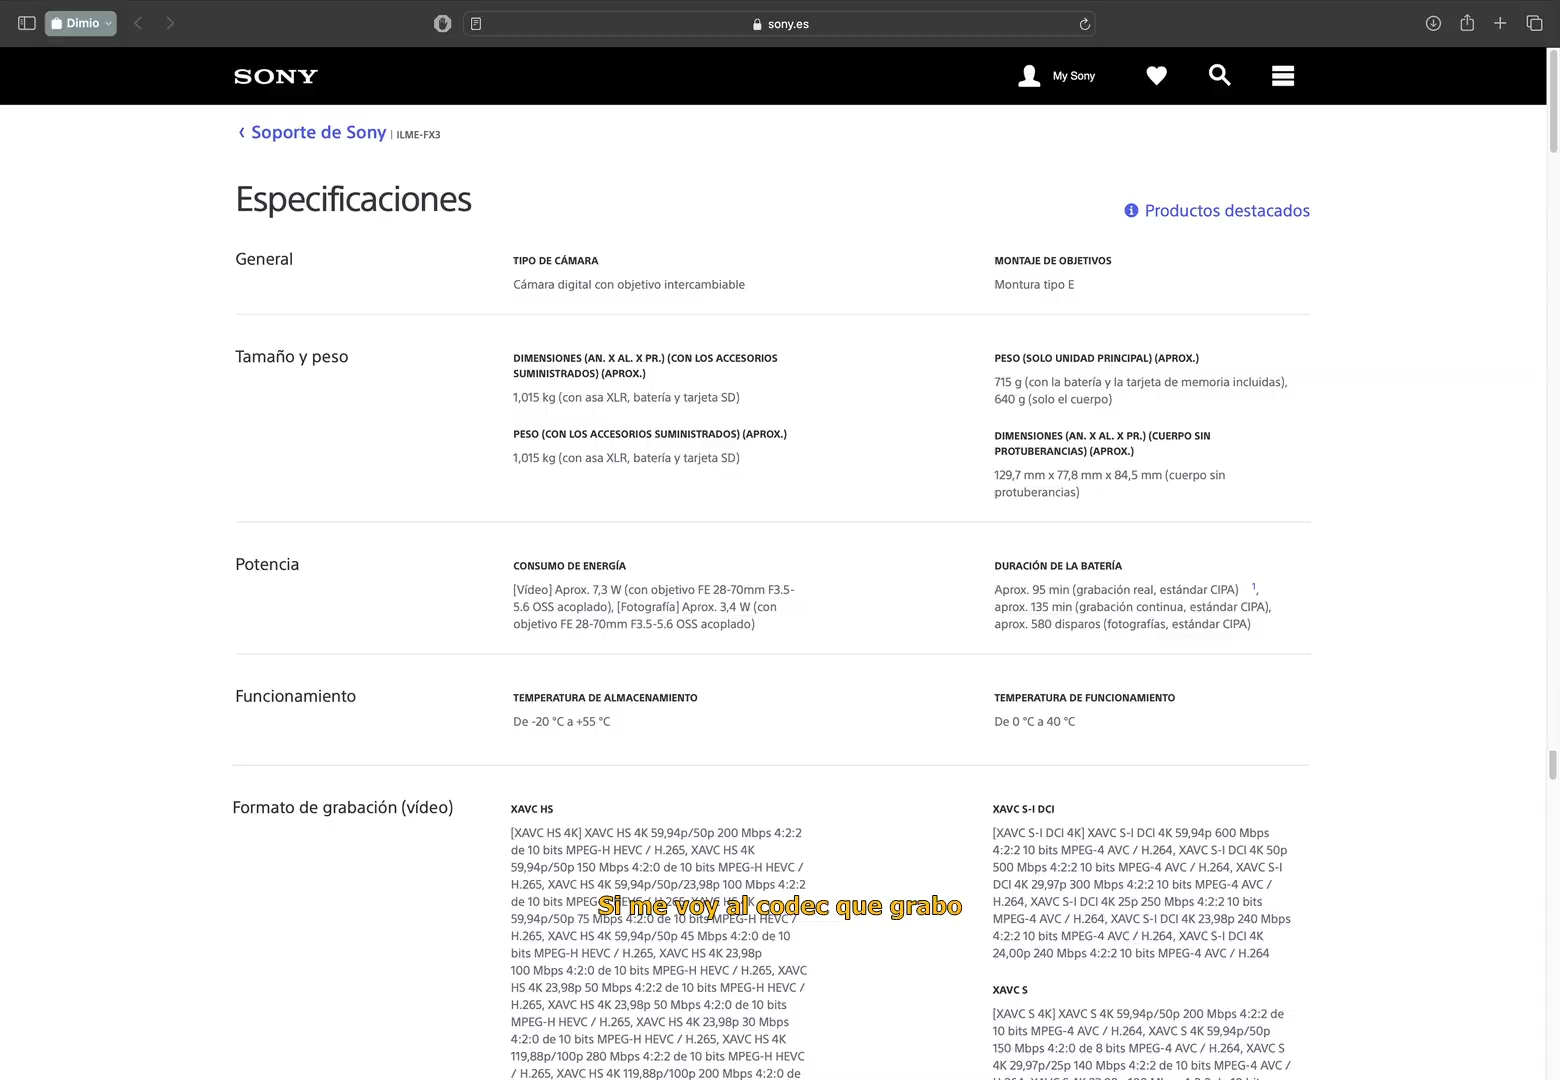 Dimio
sony.es
SONY
My Sony
Soporte de Sony | ILME-FX3
Especificaciones
Productos destacados
General
TIPO DE CÁMARA
Cámara digital con objetivo intercambiable
MONTAJE DE OBJETIVOS
Montura tipo E
Tamaño y peso
DIMENSIONES (AN. X AL. X PR.) (CON LOS ACCESORIOS
SUMINISTRADOS) (APROX.)
1,015 kg (con asa XLR, batería y tarjeta SD)
PESO (CON LOS ACCESORIOS SUMINISTRADOS) (APROX.)
1,015 kg (con asa XLR, batería y tarjeta SD)
PESO (SOLO UNIDAD PRINCIPAL) (APROX.)
715 g (con la batería y la tarjeta de memoria incluidas),
640 g (solo el cuerpo)
DIMENSIONES (AN. X AL. X PR.) (CUERPO SIN
PROTUBERANCIAS) (APROX.)
129,7 mm x 77,8 mm x 84,5 mm (cuerpo sin
protuberancias)
Potencia
CONSUMO DE ENERGÍA
[Vídeo] Aprox. 7,3 W (con objetivo FE 28-70mm F3.5-
5.6 OSS acoplado), [Fotografía] Aprox. 3,4 W (con
objetivo FE 28-70mm F3.5-5.6 OSS acoplado)
DURACIÓN DE LA BATERÍA
Aprox. 95 min (grabación real, estándar CIPA) 1,
aprox. 135 min (grabación continua, estándar CIPA),
aprox. 580 disparos (fotografías, estándar CIPA)
Funcionamiento
TEMPERATURA DE ALMACENAMIENTO
De -20 °C a +55 °C
TEMPERATURA DE FUNCIONAMIENTO
De 0 °C a 40 °C
Formato de grabación (vídeo)
XAVC HS
[XAVC HS 4K] XAVC HS 4K 59,94p/50p 200 Mbps 4:2:2
de 10 bits MPEG-H HEVC / H.265, XAVC HS 4K
59,94p/50p 150 Mbps 4:2:0 de 10 bits MPEG-H HEVC /
H.265, XAVC HS 4K 59,94p/50p/23,98p 100 Mbps 4:2:2
de 10 bits MPEG-H HEVC / H.265, XAVC HS 4K
Si me voy al codec que grabo
59,94p/50p 75 Mbps 4:2:0 de 10 bits MPEG-H HEVC /
H.265, XAVC HS 4K 59,94p/50p 45 Mbps 4:2:0 de 10
bits MPEG-H HEVC / H.265, XAVC HS 4K 23,98p
100 Mbps 4:2:0 de 10 bits MPEG-H HEVC / H.265, XAVC
HS 4K 23,98p 50 Mbps 4:2:2 de 10 bits MPEG-H HEVC /
H.265, XAVC HS 4K 23,98p 50 Mbps 4:2:0 de 10 bits
MPEG-H HEVC / H.265, XAVC HS 4K 23,98p 30 Mbps
4:2:0 de 10 bits MPEG-H HEVC / H.265, XAVC HS 4K
119,88p/100p 280 Mbps 4:2:2 de 10 bits MPEG-H HEVC
/ H.265, XAVC HS 4K 119,88p/100p 200 Mbps 4:2:0 de
XAVC S-I DCI
[XAVC S-I DCI 4K] XAVC S-I DCI 4K 59,94p 600 Mbps
4:2:2 10 bits MPEG-4 AVC / H.264, XAVC S-I DCI 4K 50p
500 Mbps 4:2:2 10 bits MPEG-4 AVC / H.264, XAVC S-I
DCI 4K 29,97p 300 Mbps 4:2:2 10 bits MPEG-4 AVC /
H.264, XAVC S-I DCI 4K 25p 250 Mbps 4:2:2 10 bits
MPEG-4 AVC / H.264, XAVC S-I DCI 4K 23,98p 240 Mbps
4:2:2 10 bits MPEG-4 AVC / H.264, XAVC S-I DCI 4K
24,00p 240 Mbps 4:2:2 10 bits MPEG-4 AVC / H.264
XAVC S
[XAVC S 4K] XAVC S 4K 59,94p/50p 200 Mbps 4:2:2 de
10 bits MPEG-4 AVC / H.264, XAVC S 4K 59,94p/50p
150 Mbps 4:2:0 de 8 bits MPEG-4 AVC / H.264, XAVC S
4K 29,97p/25p 140 Mbps 4:2:2 de 10 bits MPEG-4 AVC /